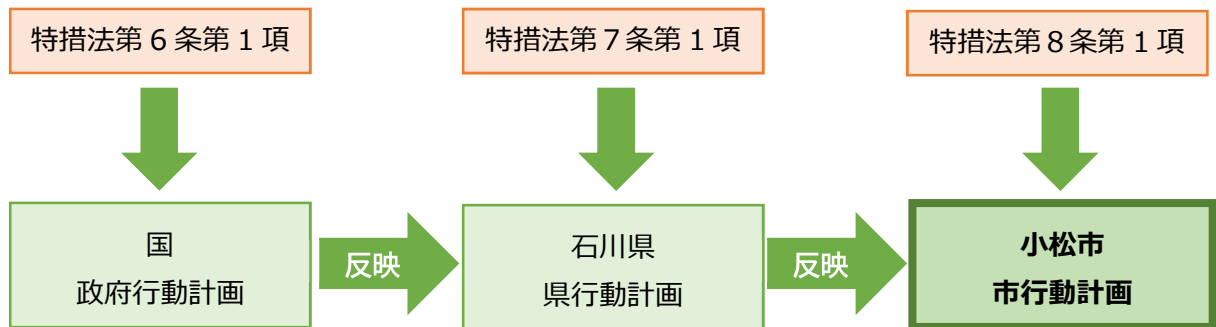 特措法第６条第１項
特措法第７条第１項
特措法第８条第１項
国
政府行動計画
反映
石川県
県行動計画
反映
小松市
市行動計画